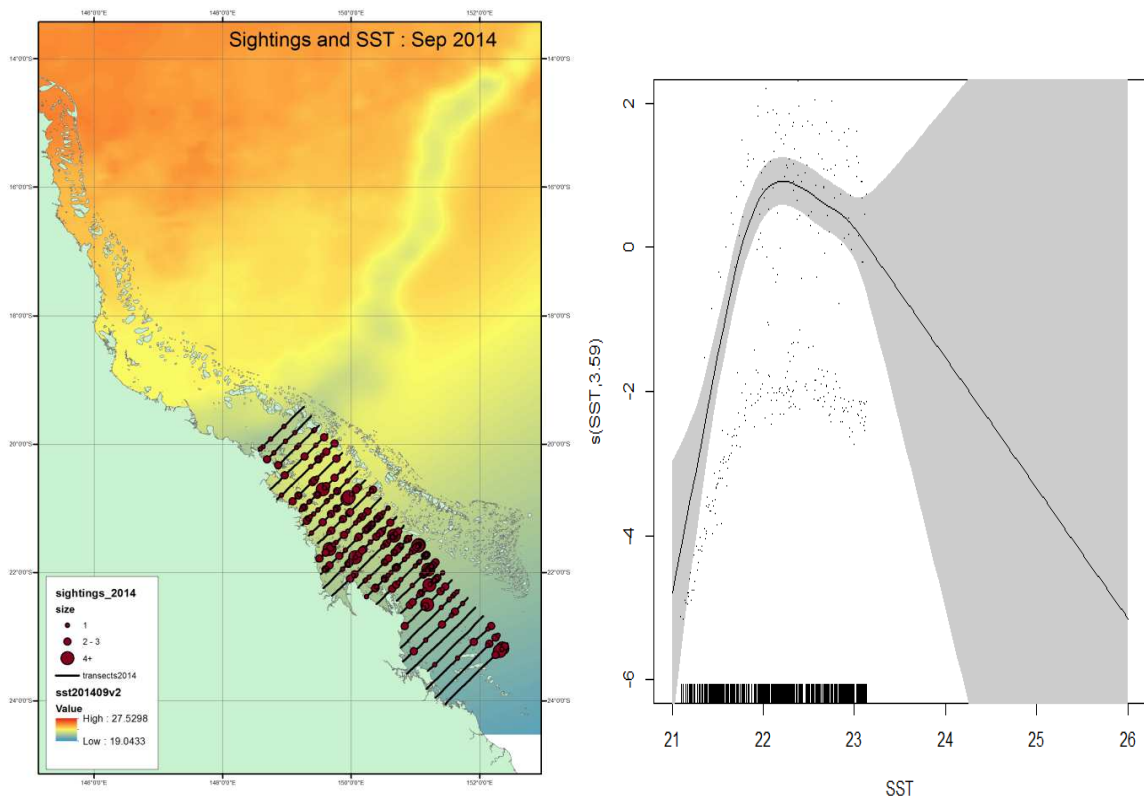 146°0'0"E 148°0'0"E 150°0'0"E 152°0'0"E
Sightings and SST : Sep 2014
14°0'0"S 14°0'0"S
16°0'0"S 16°0'0"S
18°0'0"S 18°0'0"S
20°0'0"S 20°0'0"S
22°0'0"S 22°0'0"S
24°0'0"S 24°0'0"S
sightings_2014
size
1
2 - 3
4+
transects2014
sst201409v2
Value
High : 27.5298
Low : 19.0433
146°0'0"E 148°0'0"E 150°0'0"E 152°0'0"E
s(SST,3.59)
2
0
-2
-4
-6
21 22 23 24 25 26
SST